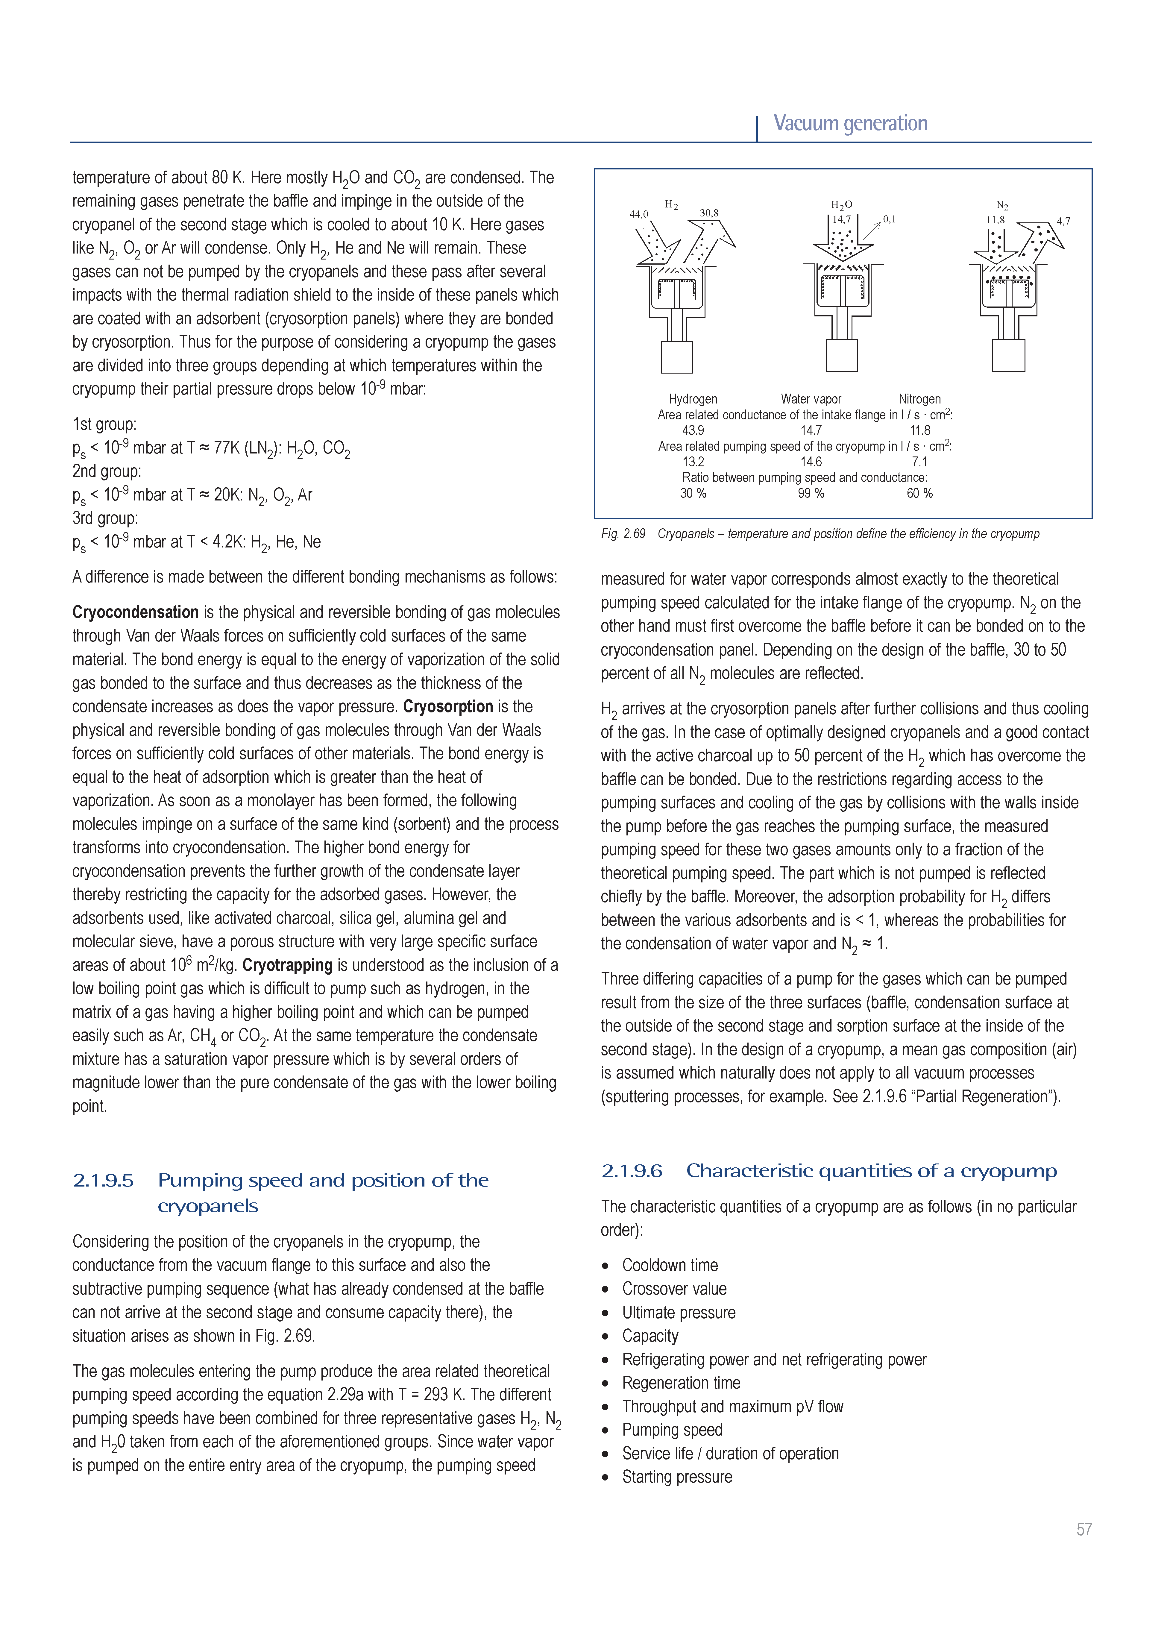 Vacuum generation
temperature of about 80 K. Here mostly H2O and CO2 are condensed. The
remaining gases penetrate the baffle and impinge in the outside of the
cryopanel of the second stage which is cooled to about 10 K. Here gases
like N2, O2 or Ar will condense. Only H2, He and Ne will remain. These
gases can not be pumped by the cryopanels and these pass after several
impacts with the thermal radiation shield to the inside of these panels which
are coated with an adsorbent (cryosorption panels) where they are bonded
by cryosorption. Thus for the purpose of considering a cryopump the gases
are divided into three groups depending at which temperatures within the
cryopump their partial pressure drops below 10-9 mbar:
1st group:
ps < 10-9 mbar at T ≈ 77K (LN2): H2O, CO2
2nd group:
ps < 10-9 mbar at T ≈ 20K: N2, O2, Ar
3rd group:
ps < 10-9 mbar at T < 4.2K: H2, He, Ne
A difference is made between the different bonding mechanisms as follows:
Cryocondensation is the physical and reversible bonding of gas molecules
through Van der Waals forces on sufficiently cold surfaces of the same
material. The bond energy is equal to the energy of vaporization of the solid
gas bonded to the surface and thus decreases as the thickness of the
condensate increases as does the vapor pressure. Cryosorption is the
physical and reversible bonding of gas molecules through Van der Waals
forces on sufficiently cold surfaces of other materials. The bond energy is
equal to the heat of adsorption which is greater than the heat of
vaporization. As soon as a monolayer has been formed, the following
molecules impinge on a surface of the same kind (sorbent) and the process
transforms into cryocondensation. The higher bond energy for
cryocondensation prevents the further growth of the condensate layer
thereby restricting the capacity for the adsorbed gases. However, the
adsorbents used, like activated charcoal, silica gel, alumina gel and
molecular sieve, have a porous structure with very large specific surface
areas of about 106 m2/kg. Cryotrapping is understood as the inclusion of a
low boiling point gas which is difficult to pump such as hydrogen, in the
matrix of a gas having a higher boiling point and which can be pumped
easily such as Ar, CH4 or CO2. At the same temperature the condensate
mixture has a saturation vapor pressure which is by several orders of
magnitude lower than the pure condensate of the gas with the lower boiling
point.
2.1.9.5 Pumping speed and position of the
cryopanels
Considering the position of the cryopanels in the cryopump, the
conductance from the vacuum flange to this surface and also the
subtractive pumping sequence (what has already condensed at the baffle
can not arrive at the second stage and consume capacity there), the
situation arises as shown in Fig. 2.69.
The gas molecules entering the pump produce the area related theoretical
pumping speed according the equation 2.29a with T = 293 K. The different
pumping speeds have been combined for three representative gases H2, N2
and H20 taken from each of the aforementioned groups. Since water vapor
is pumped on the entire entry area of the cryopump, the pumping speed
H2 H2O N2
44,0 30,8 14,7 0,1 11,8 4,7
Hydrogen Water vapor Nitrogen
Area related conductance of the intake flange in l / s · cm2:
43.9 14.7 11.8
Area related pumping speed of the cryopump in l / s · cm2:
13.2 14.6 7.1
Ratio between pumping speed and conductance:
30 % 99 % 60 %
Fig. 2.69 Cryopanels – temperature and position define the efficiency in the cryopump
measured for water vapor corresponds almost exactly to the theoretical
pumping speed calculated for the intake flange of the cryopump. N2 on the
other hand must first overcome the baffle before it can be bonded on to the
cryocondensation panel. Depending on the design of the baffle, 30 to 50
percent of all N2 molecules are reflected.
H2 arrives at the cryosorption panels after further collisions and thus cooling
of the gas. In the case of optimally designed cryopanels and a good contact
with the active charcoal up to 50 percent of the H2 which has overcome the
baffle can be bonded. Due to the restrictions regarding access to the
pumping surfaces and cooling of the gas by collisions with the walls inside
the pump before the gas reaches the pumping surface, the measured
pumping speed for these two gases amounts only to a fraction of the
theoretical pumping speed. The part which is not pumped is reflected
chiefly by the baffle. Moreover, the adsorption probability for H2 differs
between the various adsorbents and is < 1, whereas the probabilities for
the condensation of water vapor and N2 ≈ 1.
Three differing capacities of a pump for the gases which can be pumped
result from the size of the three surfaces (baffle, condensation surface at
the outside of the second stage and sorption surface at the inside of the
second stage). In the design of a cryopump, a mean gas composition (air)
is assumed which naturally does not apply to all vacuum processes
(sputtering processes, for example. See 2.1.9.6 “Partial Regeneration”).
2.1.9.6 Characteristic quantities of a cryopump
The characteristic quantities of a cryopump are as follows (in no particular
order):
• Cooldown time
• Crossover value
• Ultimate pressure
• Capacity
• Refrigerating power and net refrigerating power
• Regeneration time
• Throughput and maximum pV flow
• Pumping speed
• Service life / duration of operation
• Starting pressure
57